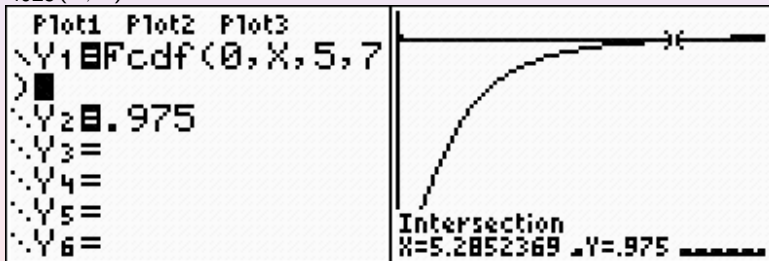 Plot1 Plot2 Plot3
\Y1=Fcdf(0,X,5,7
)
\Y2=.975
\Y3=
\Y4=
\Y5=
\Y6=
Intersection
X=5.2852369 Y=.975